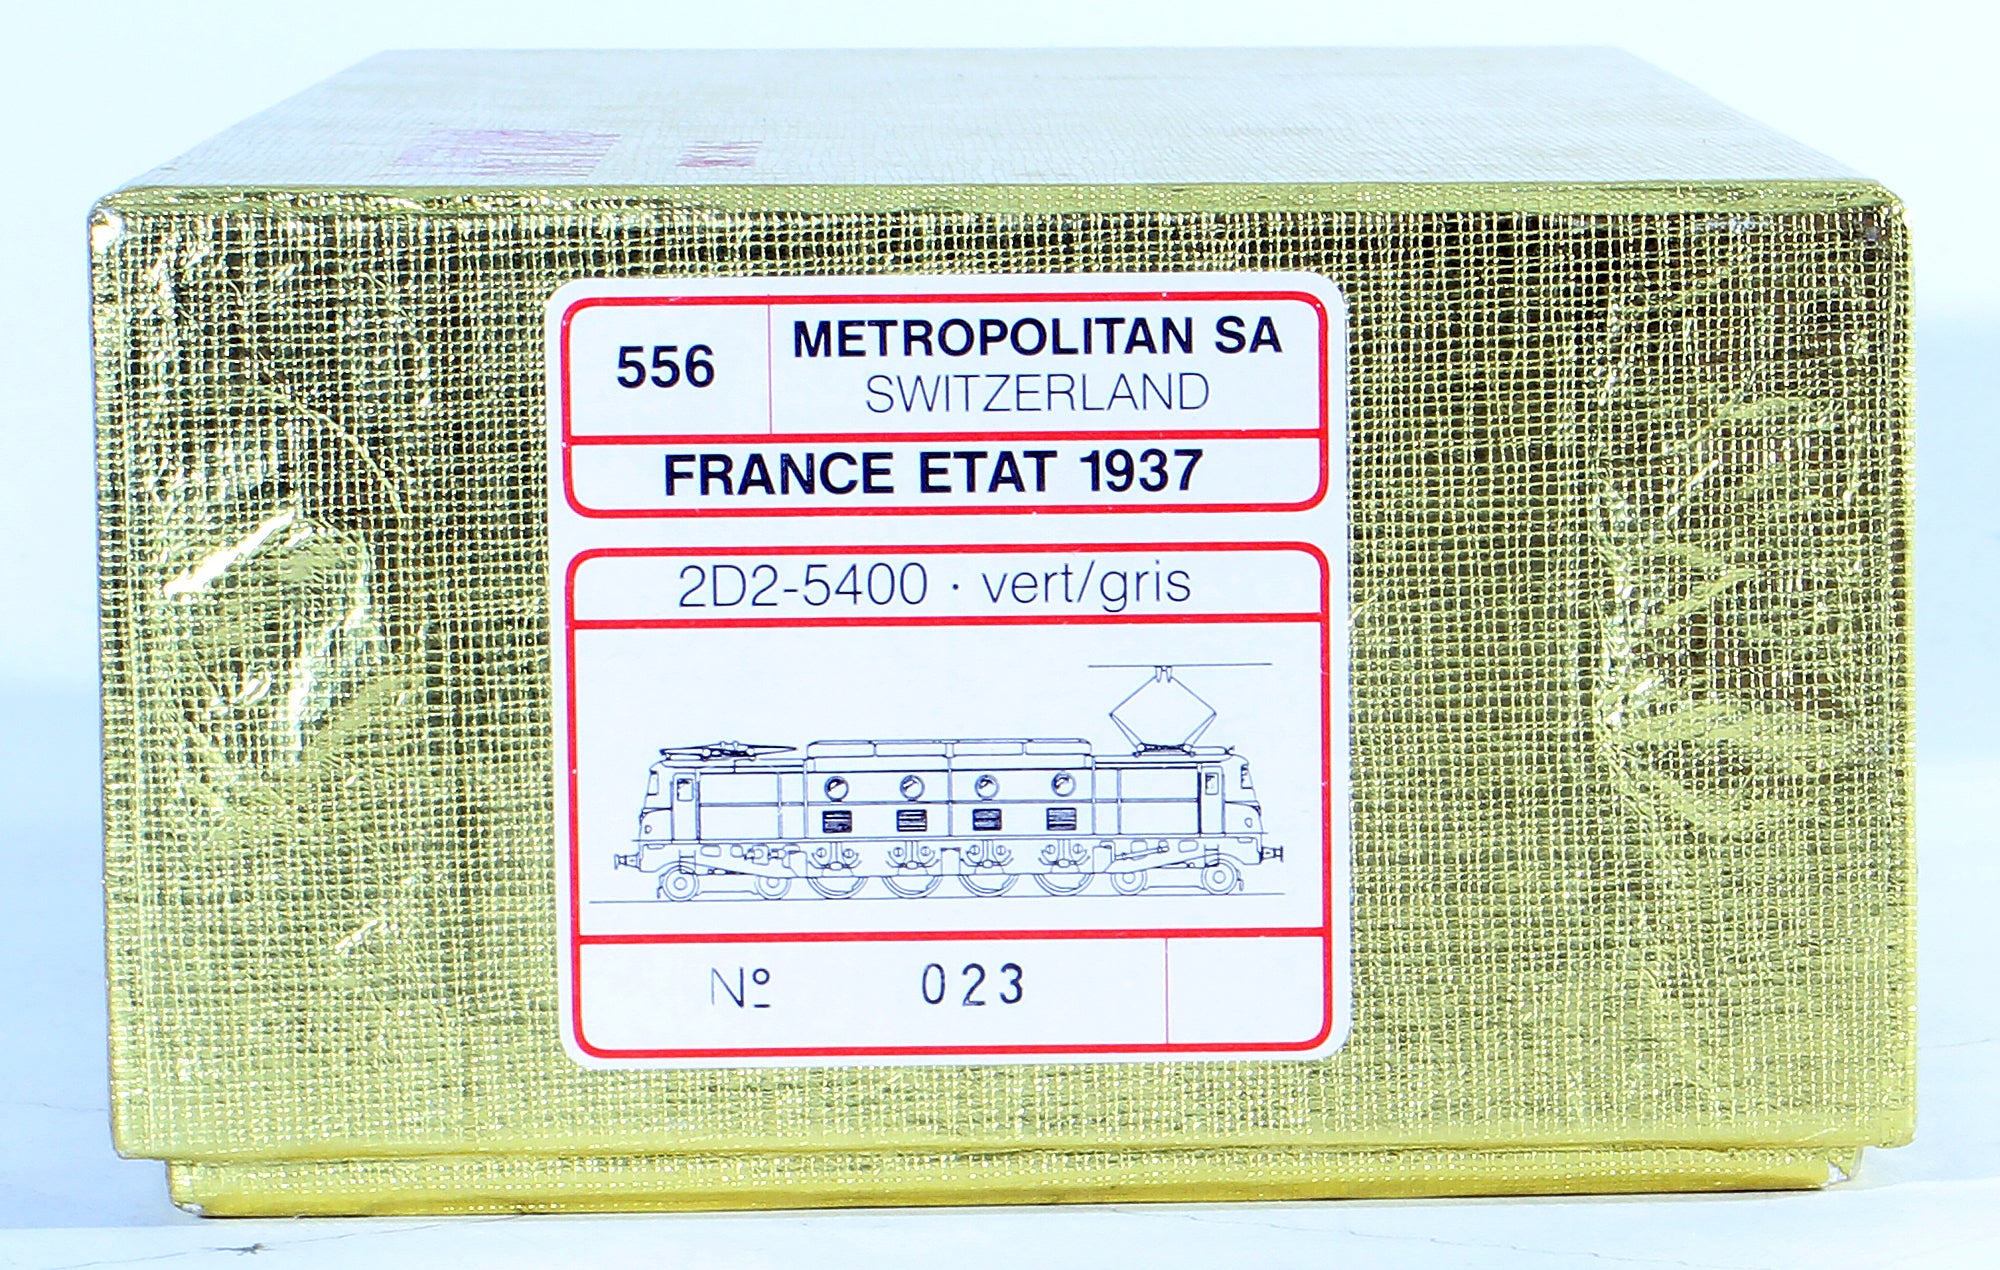 556
METROPOLITAN SA
SWITZERLAND
FRANCE ETAT 1937
2D2-5400 · vert/gris
Nº 023